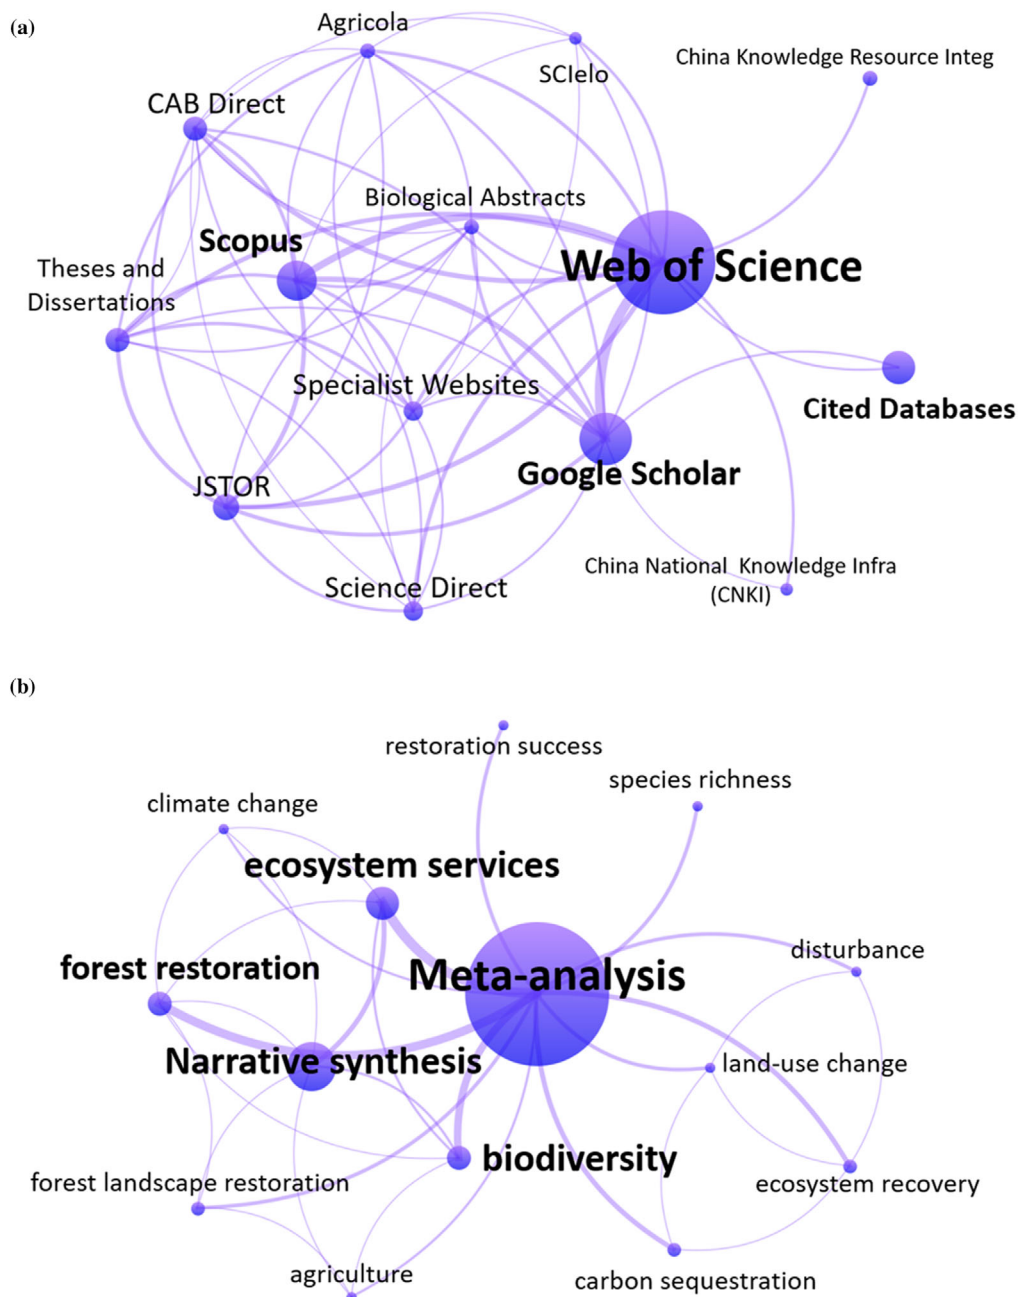 (a)
Agricola
SCIelo
China Knowledge Resource Integ
CAB Direct
Biological Abstracts
Scopus
Web of Science
Theses and
Dissertations
Specialist Websites
Cited Databases
Google Scholar
JSTOR
China National Knowledge Infra
(CNKI)
Science Direct
(b)
restoration success
species richness
climate change
ecosystem services
disturbance
forest restoration
Meta-analysis
Narrative synthesis
land-use change
biodiversity
forest landscape restoration
ecosystem recovery
agriculture
carbon sequestration